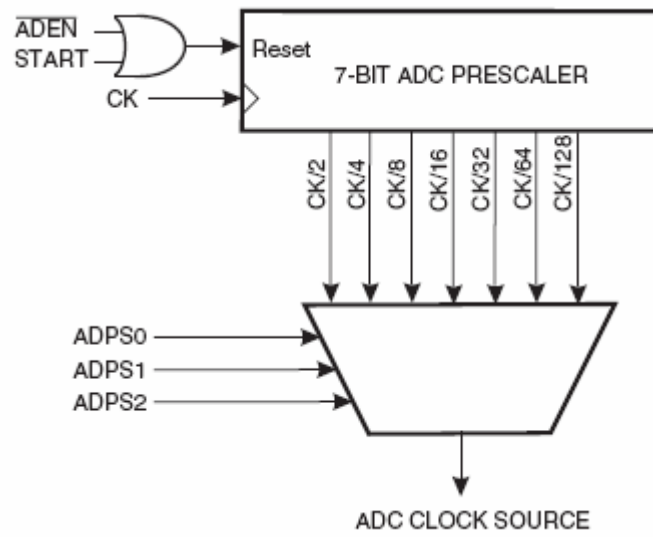 ADEN
START
Reset
7-BIT ADC PRESCALER
CK
CK/2
CK/4
CK/8
CK/16
CK/32
CK/64
CK/128
ADPS0
ADPS1
ADPS2
ADC CLOCK SOURCE